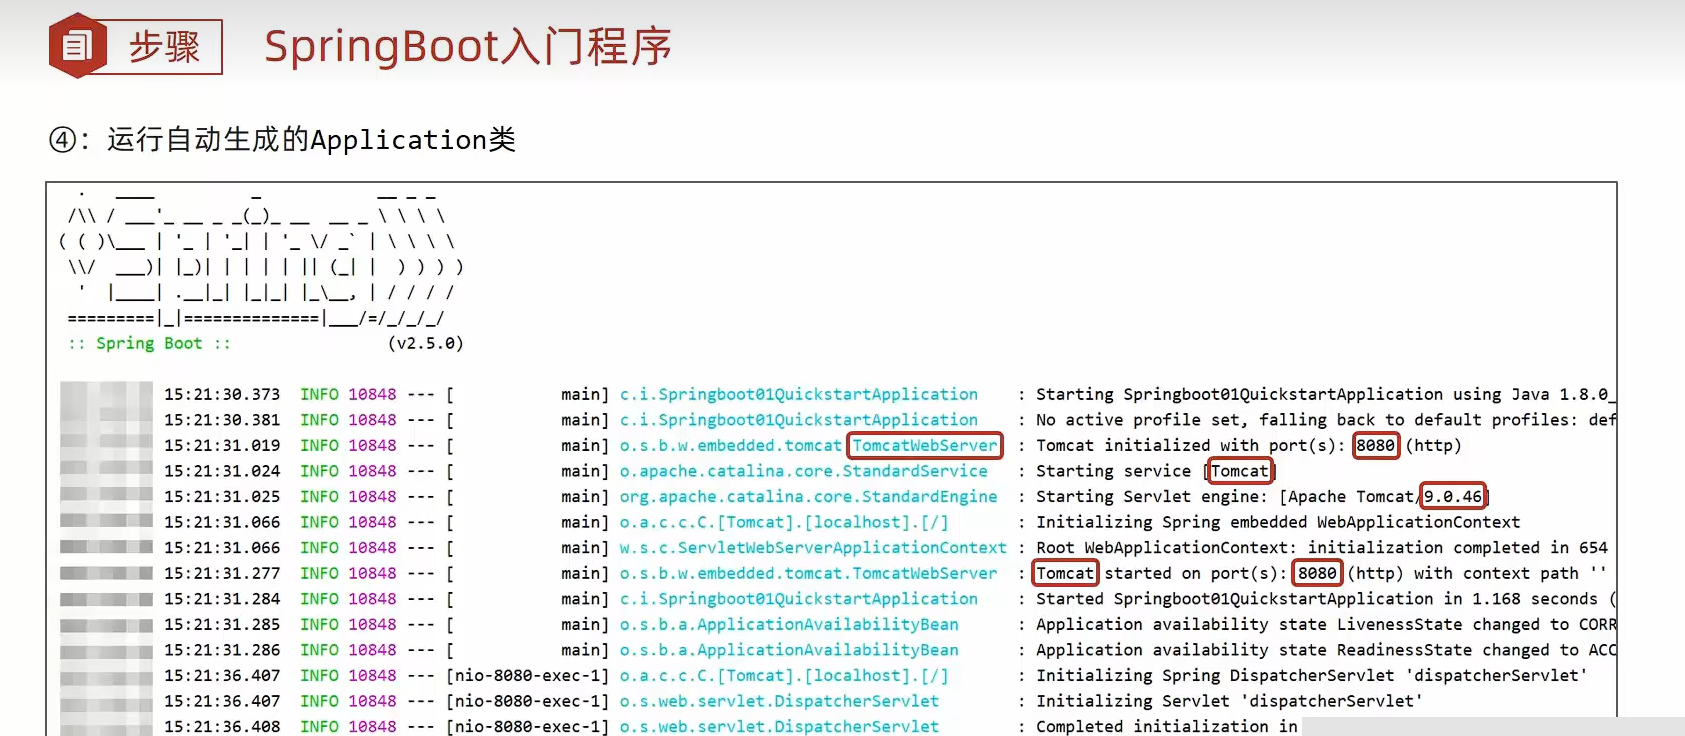 步骤 SpringBoot入门程序
④：运行自动生成的Application类
:: Spring Boot :: (v2.5.0)
15:21:30.373 INFO 10848 --- [ main] c.i.Springboot01QuickstartApplication : Starting Springboot01QuickstartApplication using Java 1.8.0_
15:21:30.381 INFO 10848 --- [ main] c.i.Springboot01QuickstartApplication : No active profile set, falling back to default profiles: def
15:21:31.019 INFO 10848 --- [ main] o.s.b.w.embedded.tomcat TomcatWebServer : Tomcat initialized with port(s): 8080 (http)
15:21:31.024 INFO 10848 --- [ main] o.apache.catalina.core.StandardService : Starting service [Tomcat]
15:21:31.025 INFO 10848 --- [ main] org.apache.catalina.core.StandardEngine : Starting Servlet engine: [Apache Tomcat/9.0.46]
15:21:31.066 INFO 10848 --- [ main] o.a.c.c.C.[Tomcat].[localhost].[/] : Initializing Spring embedded WebApplicationContext
15:21:31.066 INFO 10848 --- [ main] w.s.c.ServletWebServerApplicationContext : Root WebApplicationContext: initialization completed in 654
15:21:31.277 INFO 10848 --- [ main] o.s.b.w.embedded.tomcat.TomcatWebServer : Tomcat started on port(s): 8080 (http) with context path ''
15:21:31.284 INFO 10848 --- [ main] c.i.Springboot01QuickstartApplication : Started Springboot01QuickstartApplication in 1.168 seconds (
15:21:31.285 INFO 10848 --- [ main] o.s.b.a.ApplicationAvailabilityBean : Application availability state LivenessState changed to CORR
15:21:31.286 INFO 10848 --- [ main] o.s.b.a.ApplicationAvailabilityBean : Application availability state ReadinessState changed to ACC
15:21:36.407 INFO 10848 --- [nio-8080-exec-1] o.a.c.c.C.[Tomcat].[localhost].[/] : Initializing Spring DispatcherServlet 'dispatcherServlet'
15:21:36.407 INFO 10848 --- [nio-8080-exec-1] o.s.web.servlet.DispatcherServlet : Initializing Servlet 'dispatcherServlet'
15:21:36.408 INFO 10848 --- [nio-8080-exec-1] o.s.web.servlet.DispatcherServlet : Completed initialization in